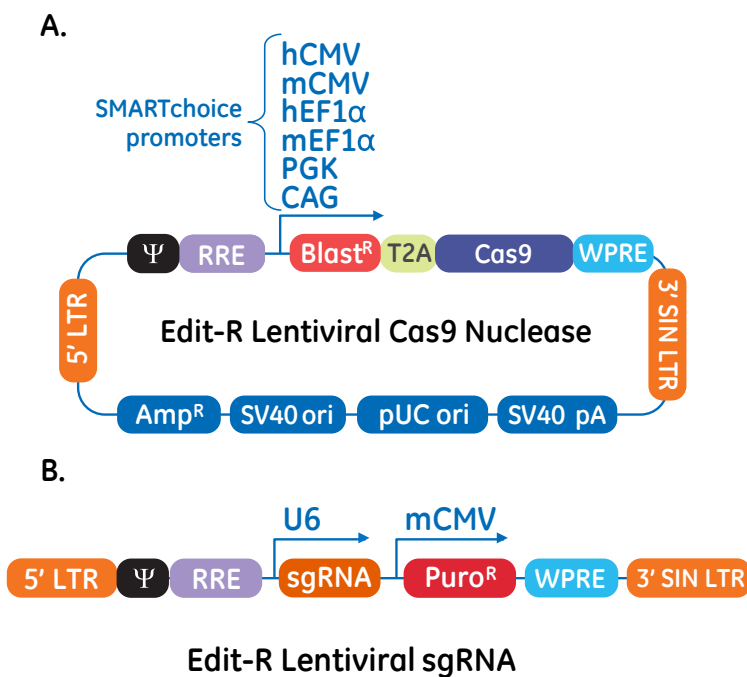 A.
SMARTchoice
promoters
hCMV
mCMV
hEF1α
mEF1α
PGK
CAG
Ψ RRE Blastᴿ T2A Cas9 WPRE
5' LTR
3' SIN LTR
Edit-R Lentiviral Cas9 Nuclease
Ampᴿ SV40 ori pUC ori SV40 pA
B.
U6 mCMV
5' LTR Ψ RRE sgRNA Puroᴿ WPRE 3' SIN LTR
Edit-R Lentiviral sgRNA